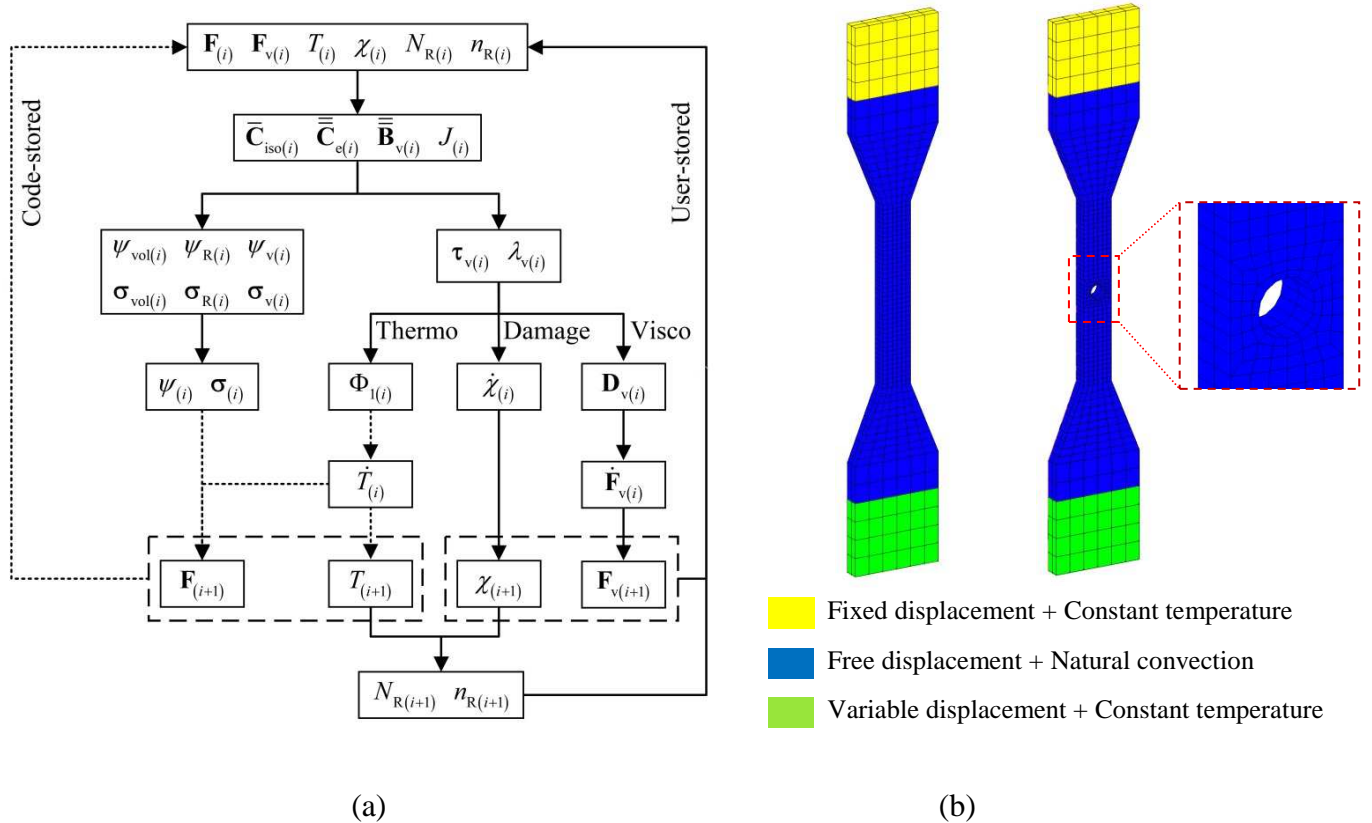 F(i) Fv(i) T(i) χ(i) NR(i) nR(i)
Code-stored
User-stored
C̄iso(i) C̿e(i) B̿v(i) J(i)
ψvol(i) ψR(i) ψv(i)
σvol(i) σR(i) σv(i)
τv(i) λv(i)
Thermo Damage Visco
ψ(i) σ(i)
Φ1(i)
χ̇(i)
Dv(i)
Ṫ(i)
Ḟv(i)
F(i+1)
T(i+1)
χ(i+1)
Fv(i+1)
NR(i+1) nR(i+1)
(a)
Fixed displacement + Constant temperature
Free displacement + Natural convection
Variable displacement + Constant temperature
(b)